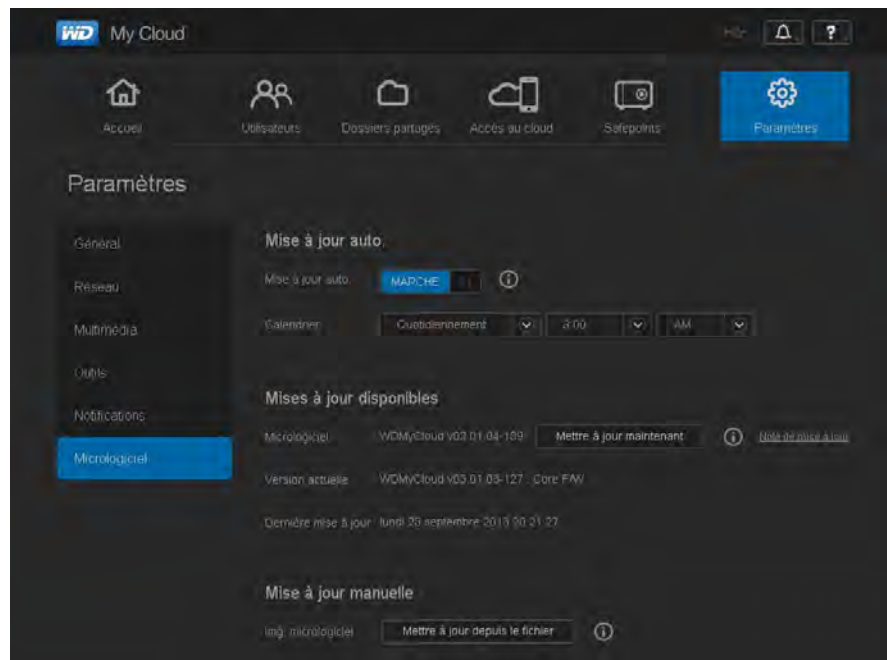 WD My Cloud
?
Accueil Utilisateurs Dossiers partagés Accès au cloud Safepoints Paramètres
Paramètres
Général
Réseau
Multimédia
Outils
Notifications
Micrologiciel
Mise à jour auto
Mise à jour auto MARCHE
Calendrier Quotidiennement 3:00 AM
Mises à jour disponibles
Micrologiciel WDMyCloud v03.01.04-109 Mettre à jour maintenant Note de mise à jour
Version actuelle WDMyCloud v03.01.03-127 : Core F/W
Dernière mise à jour lundi septembre 2013 20:21:27
Mise à jour manuelle
Img. micrologiciel Mettre à jour depuis le fichier